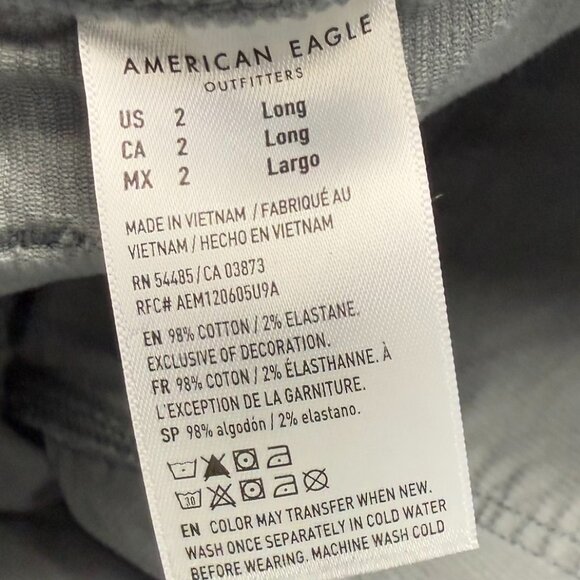 AMERICAN EAGLE
OUTFITTERS
US 2 Long
CA 2 Long
MX 2 Largo
MADE IN VIETNAM / FABRIQUÉ AU
VIETNAM / HECHO EN VIETNAM
RN 54485/CA 03873
RFC# AEM120605U9A
EN 98% COTTON / 2% ELASTANE.
EXCLUSIVE OF DECORATION.
FR 98% COTON / 2% ÉLASTHANNE. À
L'EXCEPTION DE LA GARNITURE.
SP 98% algodón / 2% elastano.
30
EN COLOR MAY TRANSFER WHEN NEW.
WASH ONCE SEPARATELY IN COLD WATER
BEFORE WEARING. MACHINE WASH COLD